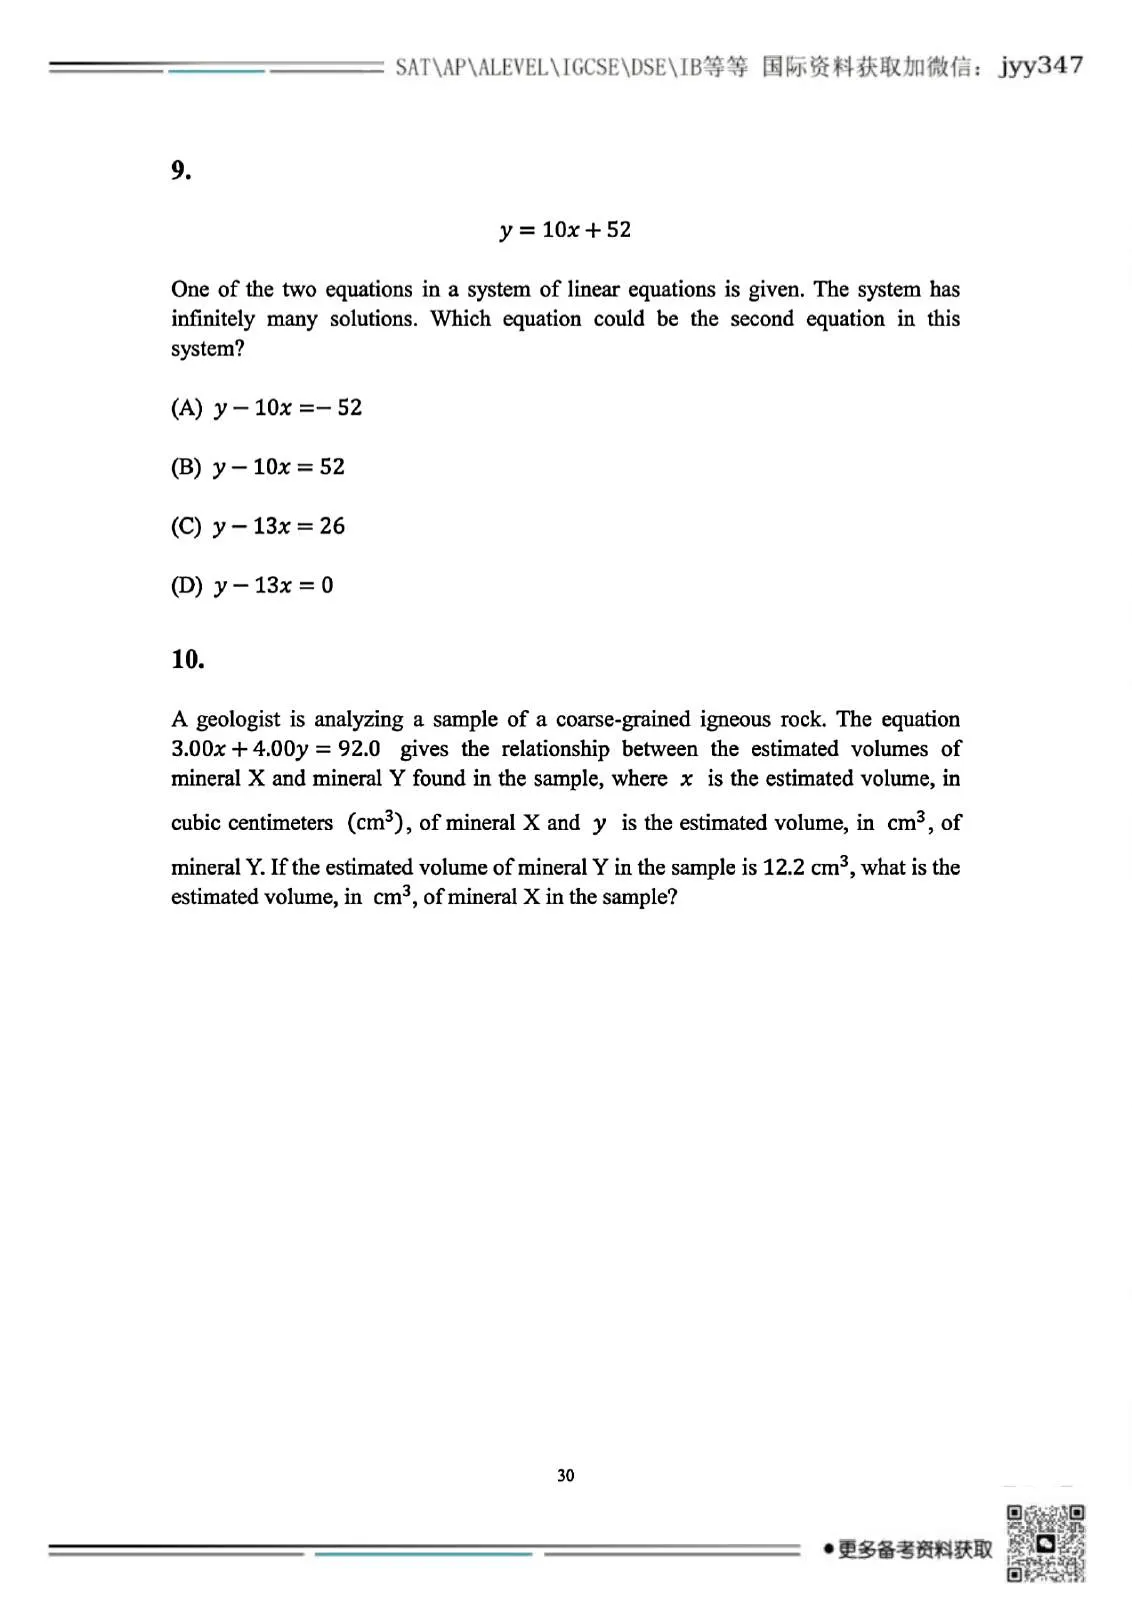 SAT\AP\ALEVEL\IGCSE\DSE\IB等等 国际资料获取加微信: jyy347
9.
y = 10x + 52
One of the two equations in a system of linear equations is given. The system has
infinitely many solutions. Which equation could be the second equation in this
system?
(A) y − 10x =− 52
(B) y − 10x = 52
(C) y − 13x = 26
(D) y − 13x = 0
10.
A geologist is analyzing a sample of a coarse-grained igneous rock. The equation
3.00x + 4.00y = 92.0 gives the relationship between the estimated volumes of
mineral X and mineral Y found in the sample, where x is the estimated volume, in
cubic centimeters (cm³), of mineral X and y is the estimated volume, in cm³, of
mineral Y. If the estimated volume of mineral Y in the sample is 12.2 cm³, what is the
estimated volume, in cm³, of mineral X in the sample?
30
●更多备考资料获取